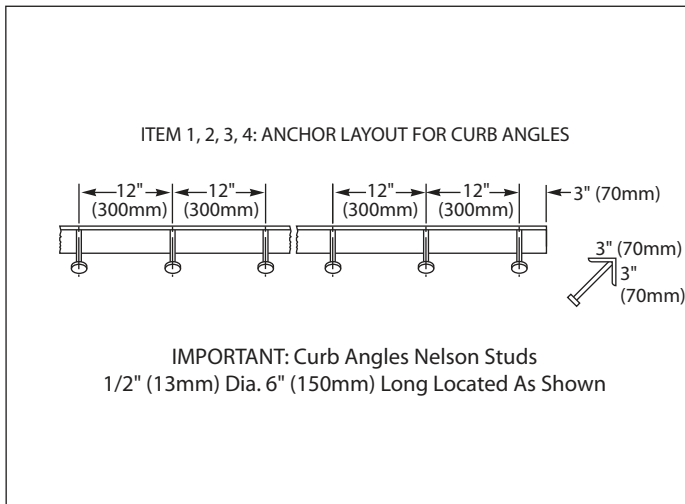 ITEM 1, 2, 3, 4: ANCHOR LAYOUT FOR CURB ANGLES
12" 12" 12" 12" 3" (70mm)
(300mm) (300mm) (300mm) (300mm)
3" (70mm)
3"
(70mm)
IMPORTANT: Curb Angles Nelson Studs
1/2" (13mm) Dia. 6" (150mm) Long Located As Shown